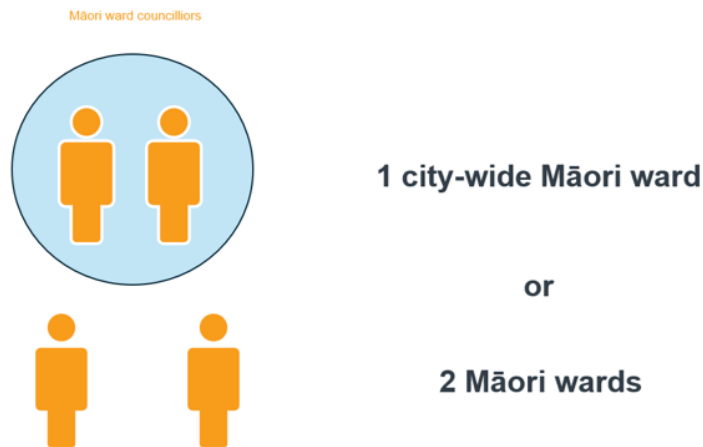 Māori ward councilliors
1 city-wide Māori ward
or
2 Māori wards